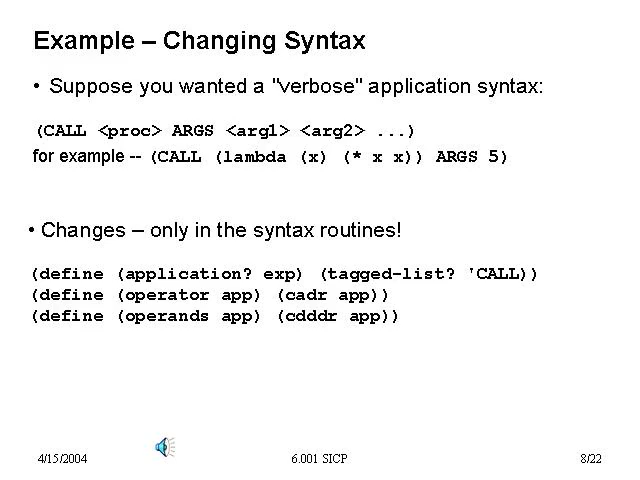 Example – Changing Syntax
• Suppose you wanted a "verbose" application syntax:
(CALL <proc> ARGS <arg1> <arg2> ...)
for example -- (CALL (lambda (x) (* x x)) ARGS 5)
• Changes – only in the syntax routines!
(define (application? exp) (tagged-list? 'CALL))
(define (operator app) (cadr app))
(define (operands app) (cdddr app))
4/15/2004 6.001 SICP 8/22